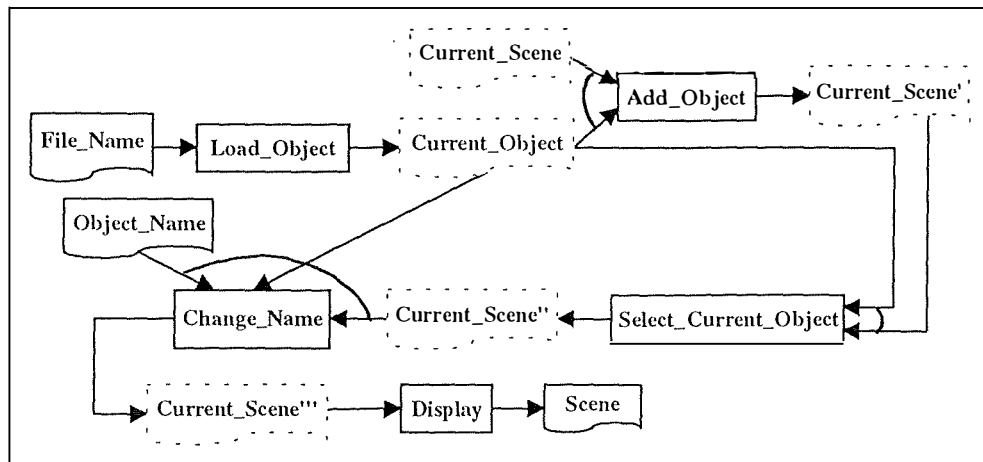 Current_Scene
Add_Object
Current_Scene'
File_Name
Load_Object
Current_Object
Object_Name
Change_Name
Current_Scene''
Select_Current_Object
Current_Scene'''
Display
Scene